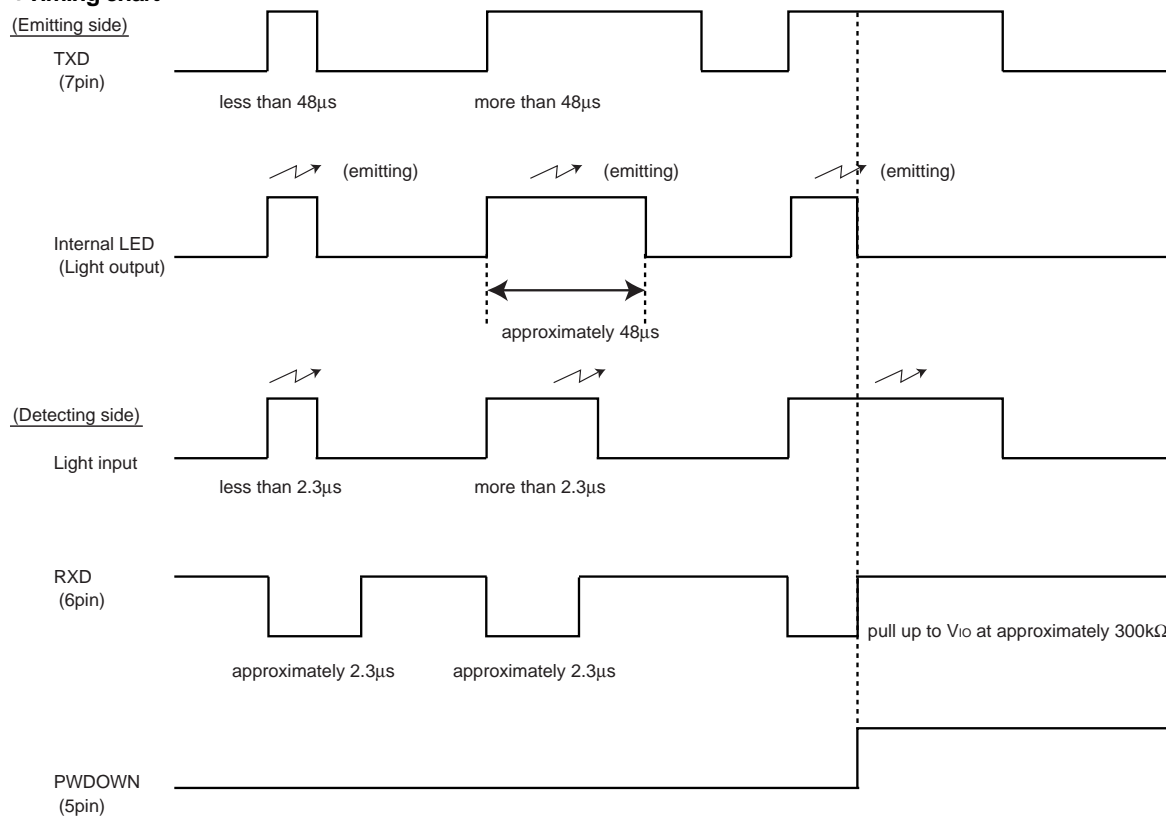 Timing chart
(Emitting side)
TXD
(7pin)
less than 48μs
more than 48μs
(emitting)
(emitting)
(emitting)
Internal LED
(Light output)
approximately 48μs
(Detecting side)
Light input
less than 2.3μs
more than 2.3μs
RXD
(6pin)
pull up to VIO at approximately 300kΩ
approximately 2.3μs
approximately 2.3μs
PWDOWN
(5pin)